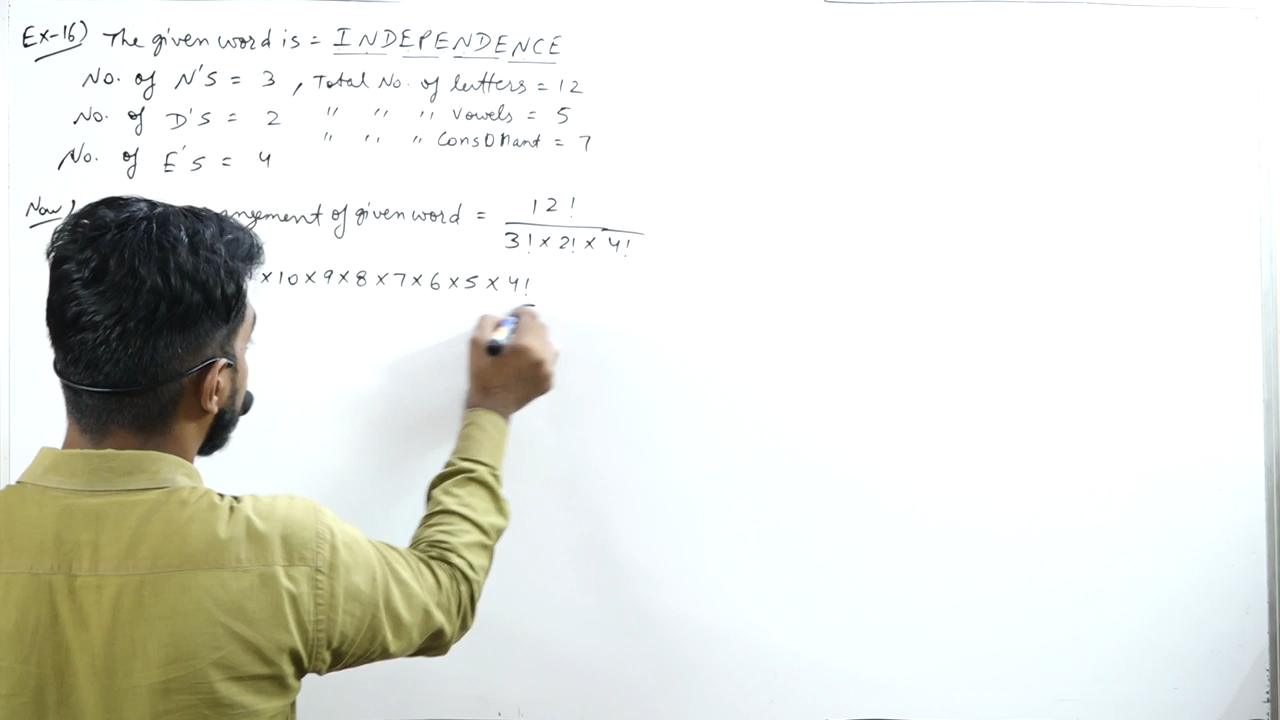 Ex-16) The given word is = INDEPENDENCE
No. of N's = 3 , Total No. of letters = 12
No. of D's = 2 " " " Vowels = 5
" " " Consonant = 7
No. of E's = 4
Now, of given word = 12! / 3! × 2! × 4!
× 10 × 9 × 8 × 7 × 6 × 5 × 4!